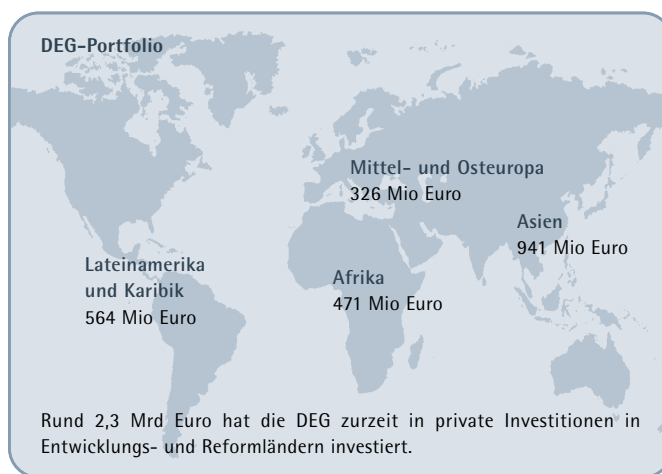 DEG-Portfolio
Mittel- und Osteuropa
326 Mio Euro
Asien
941 Mio Euro
Lateinamerika
und Karibik
564 Mio Euro
Afrika
471 Mio Euro
Rund 2,3 Mrd Euro hat die DEG zurzeit in private Investitionen in
Entwicklungs- und Reformländern investiert.